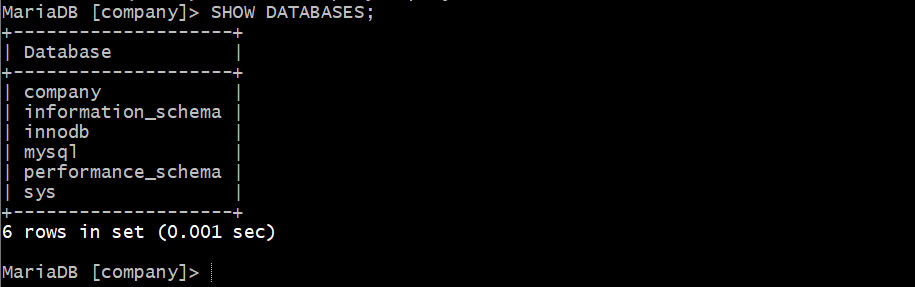 MariaDB [company]> SHOW DATABASES;
+--------------------+
| Database           |
+--------------------+
| company            |
| information_schema |
| innodb             |
| mysql              |
| performance_schema |
| sys                |
+--------------------+
6 rows in set (0.001 sec)
MariaDB [company]>